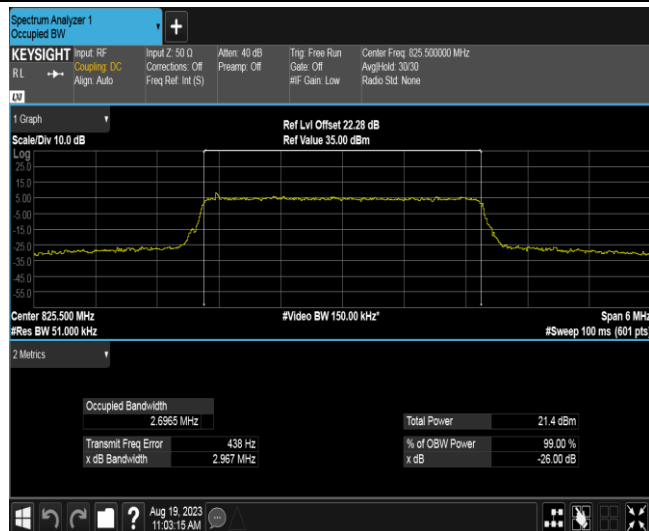 Spectrum Analyzer 1
Occupied BW
+
KEYSIGHT
RL
Input: RF
Coupling: DC
Align: Auto
Input Z: 50 Ω
Corrections: Off
Freq Ref: Int (S)
Atten: 40 dB
Preamp: Off
Trig: Free Run
Gate: Off
#IF Gain: Low
Center Freq: 825.500000 MHz
Avg|Hold: 30/30
Radio Std: None
1 Graph
Scale/Div 10.0 dB
Ref Lvl Offset 22.28 dB
Ref Value 35.00 dBm
Log
25.0
15.0
5.00
-5.00
-15.0
-25.0
-35.0
-45.0
-55.0
Center 825.500 MHz
#Res BW 51.000 kHz
#Video BW 150.00 kHz*
Span 6 MHz
#Sweep 100 ms (601 pts)
2 Metrics
Occupied Bandwidth
2.6965 MHz
Transmit Freq Error 438 Hz
x dB Bandwidth 2.967 MHz
Total Power 21.4 dBm
% of OBW Power 99.00 %
x dB -26.00 dB
?
Aug 19, 2023
11:03:15 AM